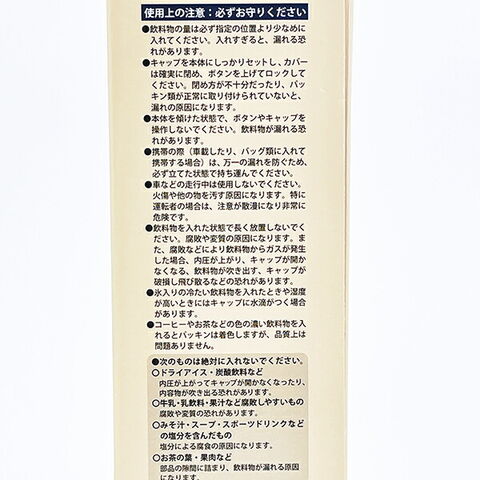 使用上の注意：必ずお守りください
●飲料物の量は必ず指定の位置より少なめに
入れてください。入れすぎると、漏れる恐
れがあります。
●キャップを本体にしっかりセットし、カバー
は確実に閉め、ボタンを上げてロックして
ください。閉め方が不十分だったり、パッ
キン類が正常に取り付けられていないと、
漏れの原因になります。
●本体を傾けた状態で、ボタンやキャップを
操作しないでください。飲料物が漏れる恐
れがあります。
●携帯の際（車載したり、バッグ類に入れて
携帯する場合）は、万一の漏れを防ぐため、
必ず立てた状態で持ち運んでください。
●車などの走行中は使用しないでください。
火傷や他の物を汚す原因になります。特に
運転者の場合は、注意が散漫になり非常に
危険です。
●飲料物を入れた状態で長く放置しないでく
ださい。腐敗や変質の原因になります。ま
た、腐敗などにより飲料物からガスが発生
した場合、内圧が上がり、キャップが開かな
くなる、飲料物が吹き出す、キャップが
破損し飛び散るなどの恐れがあります。
●氷入りの冷たい飲料物を入れたときや湿度
が高いときにはキャップに水滴がつく場合
があります。
●コーヒーやお茶などの色の濃い飲料物を入
れるとパッキンは着色しますが、品質上は
問題ありません。
●次のものは絶対に入れないでください。
○ドライアイス・炭酸飲料など
内圧が上がってキャップが開かなくなったり、
内容物が吹き出る恐れがあります。
○牛乳・乳飲料・果汁など腐敗しやすいもの
腐敗や変質の恐れがあります。
○みそ汁・スープ・スポーツドリンクなど
の塩分を含んだもの
塩分による腐食の原因になります。
○お茶の葉・果肉など
部品の隙間に詰まり、飲料物が漏れる原因
になります。